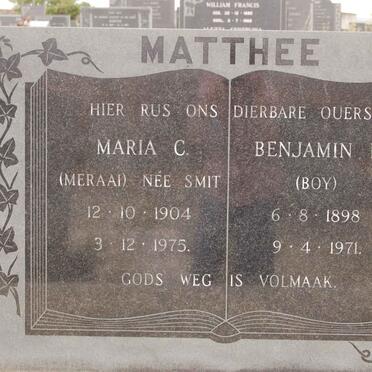 WILLIAM FRANCIS
MATTHEE
HIER RUS ONS DIERBARE OUERS
MARIA C. BENJAMIN
(MERAAI) NÉE SMIT (BOY)
12·10·1904 6·8·1898
3·12·1975. 9·4·1971.
GODS WEG IS VOLMAAK.